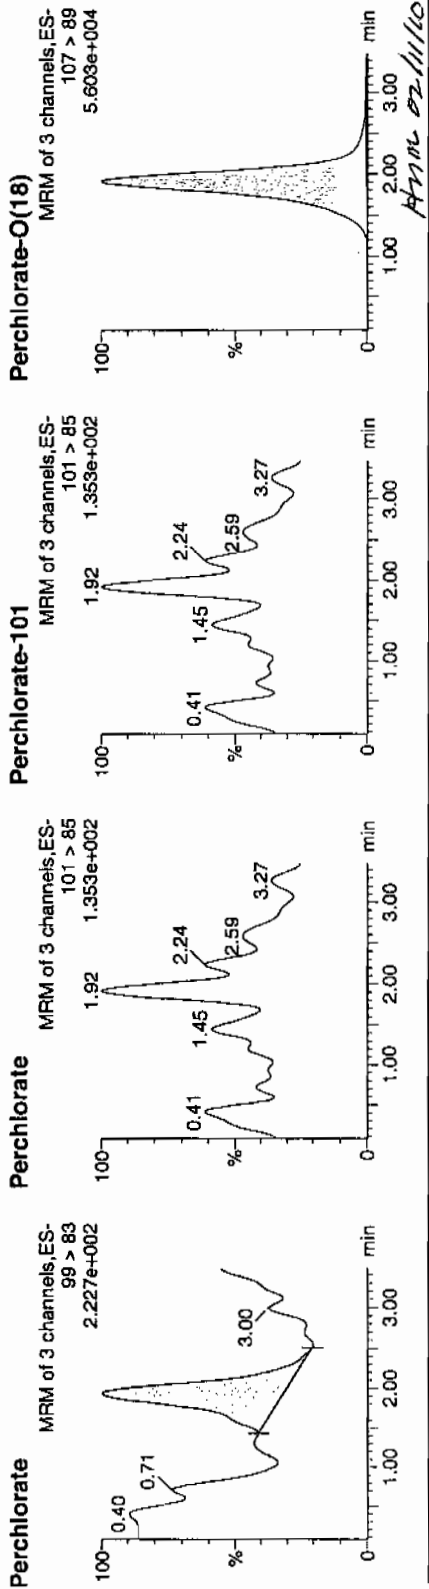 Perchlorate
MRM of 3 channels,ES-
99 > 83
2.227e+002
100
%
0
0.40
0.71
3.00
1.00
2.00
3.00
min
Perchlorate
MRM of 3 channels,ES-
101 > 85
1.353e+002
100
%
0
0.41
1.45
1.92
2.24
2.59
3.27
1.00
2.00
3.00
min
Perchlorate-101
MRM of 3 channels,ES-
101 > 85
1.353e+002
100
%
0
0.41
1.45
1.92
2.24
2.59
3.27
1.00
2.00
3.00
min
Perchlorate-O(18)
MRM of 3 channels,ES-
107 > 89
5.603e+004
100
%
0
1.00
2.00
3.00
min
02/11/10